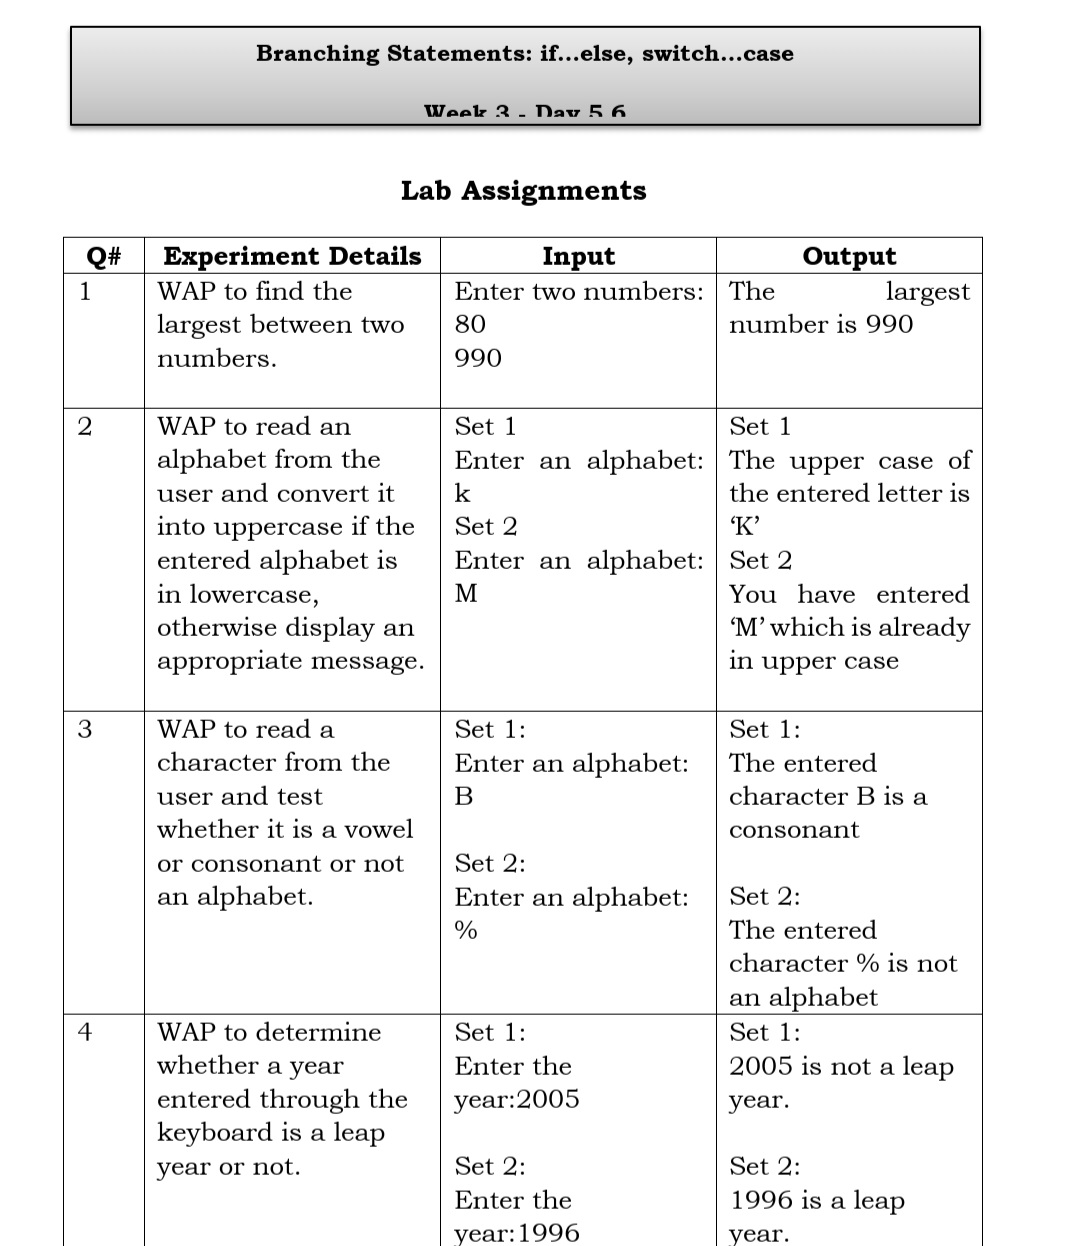 Branching Statements: if...else, switch...case
Week 3 - Day 5 6
Lab Assignments
Q# Experiment Details Input Output
1
WAP to find the
largest between two
numbers.
Enter two numbers:
80
990
The largest
number is 990
2
WAP to read an
alphabet from the
user and convert it
into uppercase if the
entered alphabet is
in lowercase,
otherwise display an
appropriate message.
Set 1
Enter an alphabet:
k
Set 2
Enter an alphabet:
M
Set 1
The upper case of
the entered letter is
‘K’
Set 2
You have entered
‘M’ which is already
in upper case
3
WAP to read a
character from the
user and test
whether it is a vowel
or consonant or not
an alphabet.
Set 1:
Enter an alphabet:
B
Set 2:
Enter an alphabet:
%
Set 1:
The entered
character B is a
consonant
Set 2:
The entered
character % is not
an alphabet
4
WAP to determine
whether a year
entered through the
keyboard is a leap
year or not.
Set 1:
Enter the
year:2005
Set 2:
Enter the
year:1996
Set 1:
2005 is not a leap
year.
Set 2:
1996 is a leap
year.